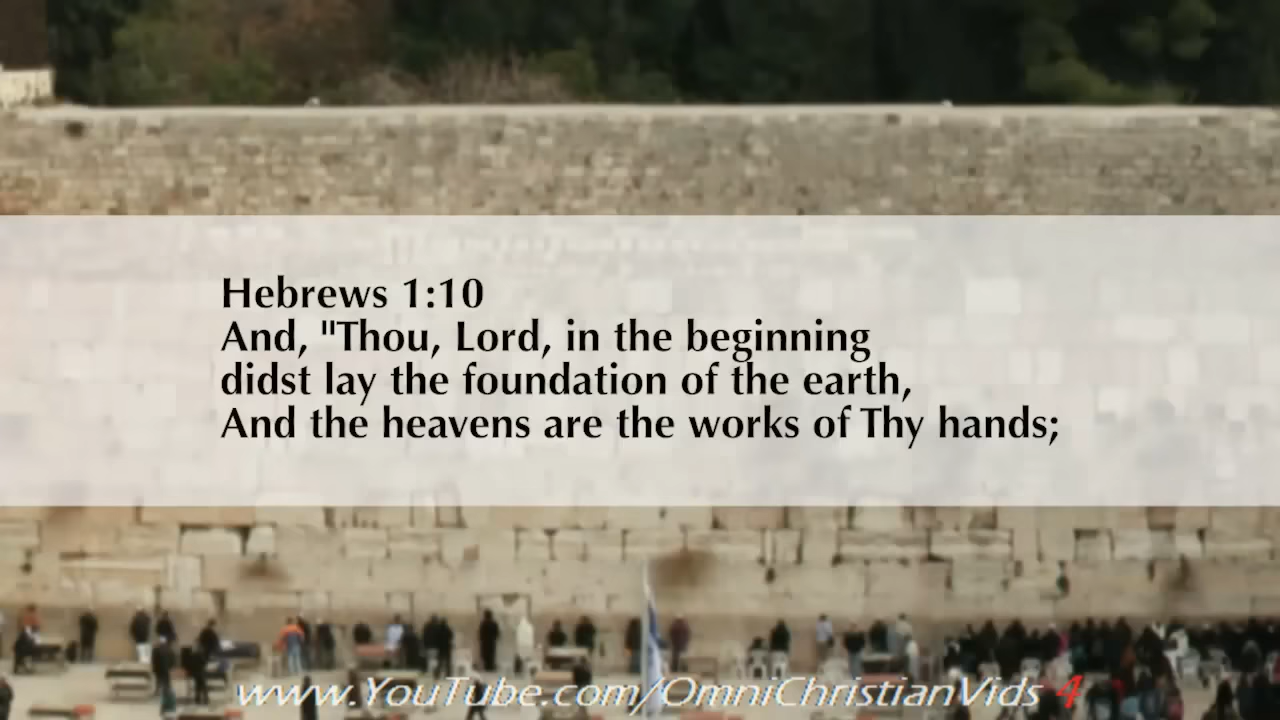 Hebrews 1:10
And, "Thou, Lord, in the beginning
didst lay the foundation of the earth,
And the heavens are the works of Thy hands;
www.YouTube.com/OmniChristianVids 4